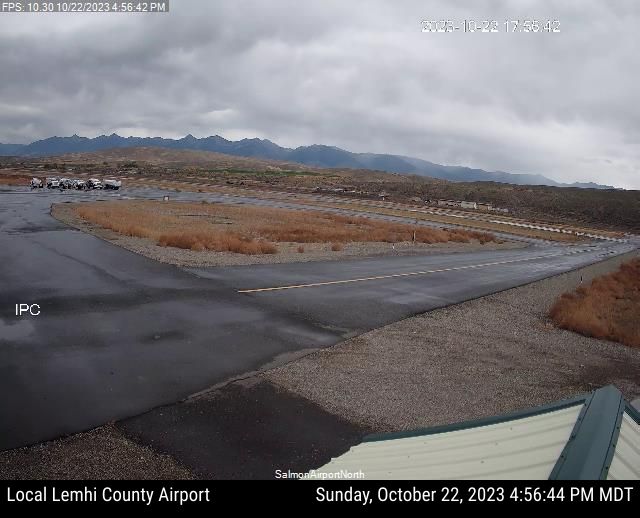 FPS: 10.30 10/22/2023 4:56:42 PM
2023-10-22 17:55:42
IPC
SalmonAirportNorth
Local Lemhi County Airport
Sunday, October 22, 2023 4:56:44 PM MDT